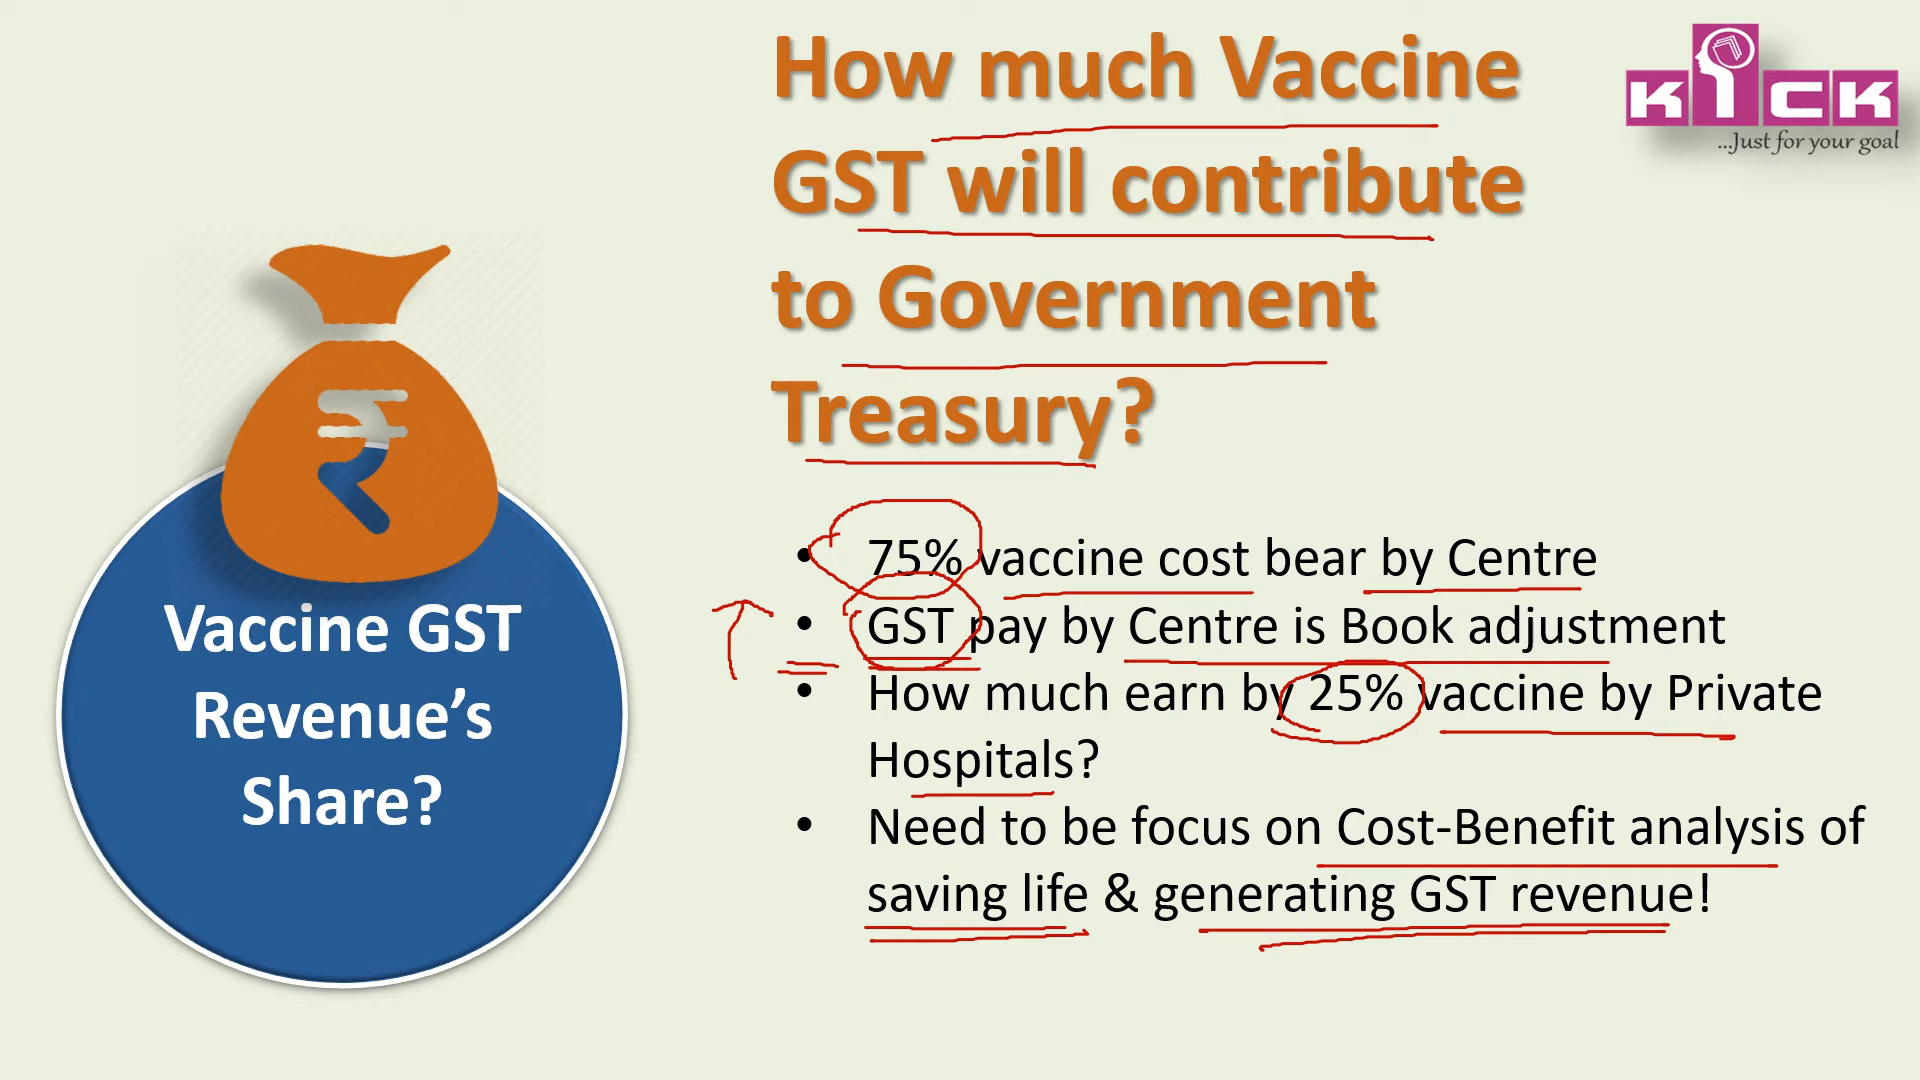 How much Vaccine
GST will contribute
to Government
Treasury?
KICK
...Just for your goal
Vaccine GST
Revenue’s
Share?
• 75% vaccine cost bear by Centre
• GST pay by Centre is Book adjustment
• How much earn by 25% vaccine by Private
Hospitals?
• Need to be focus on Cost-Benefit analysis of
saving life & generating GST revenue!